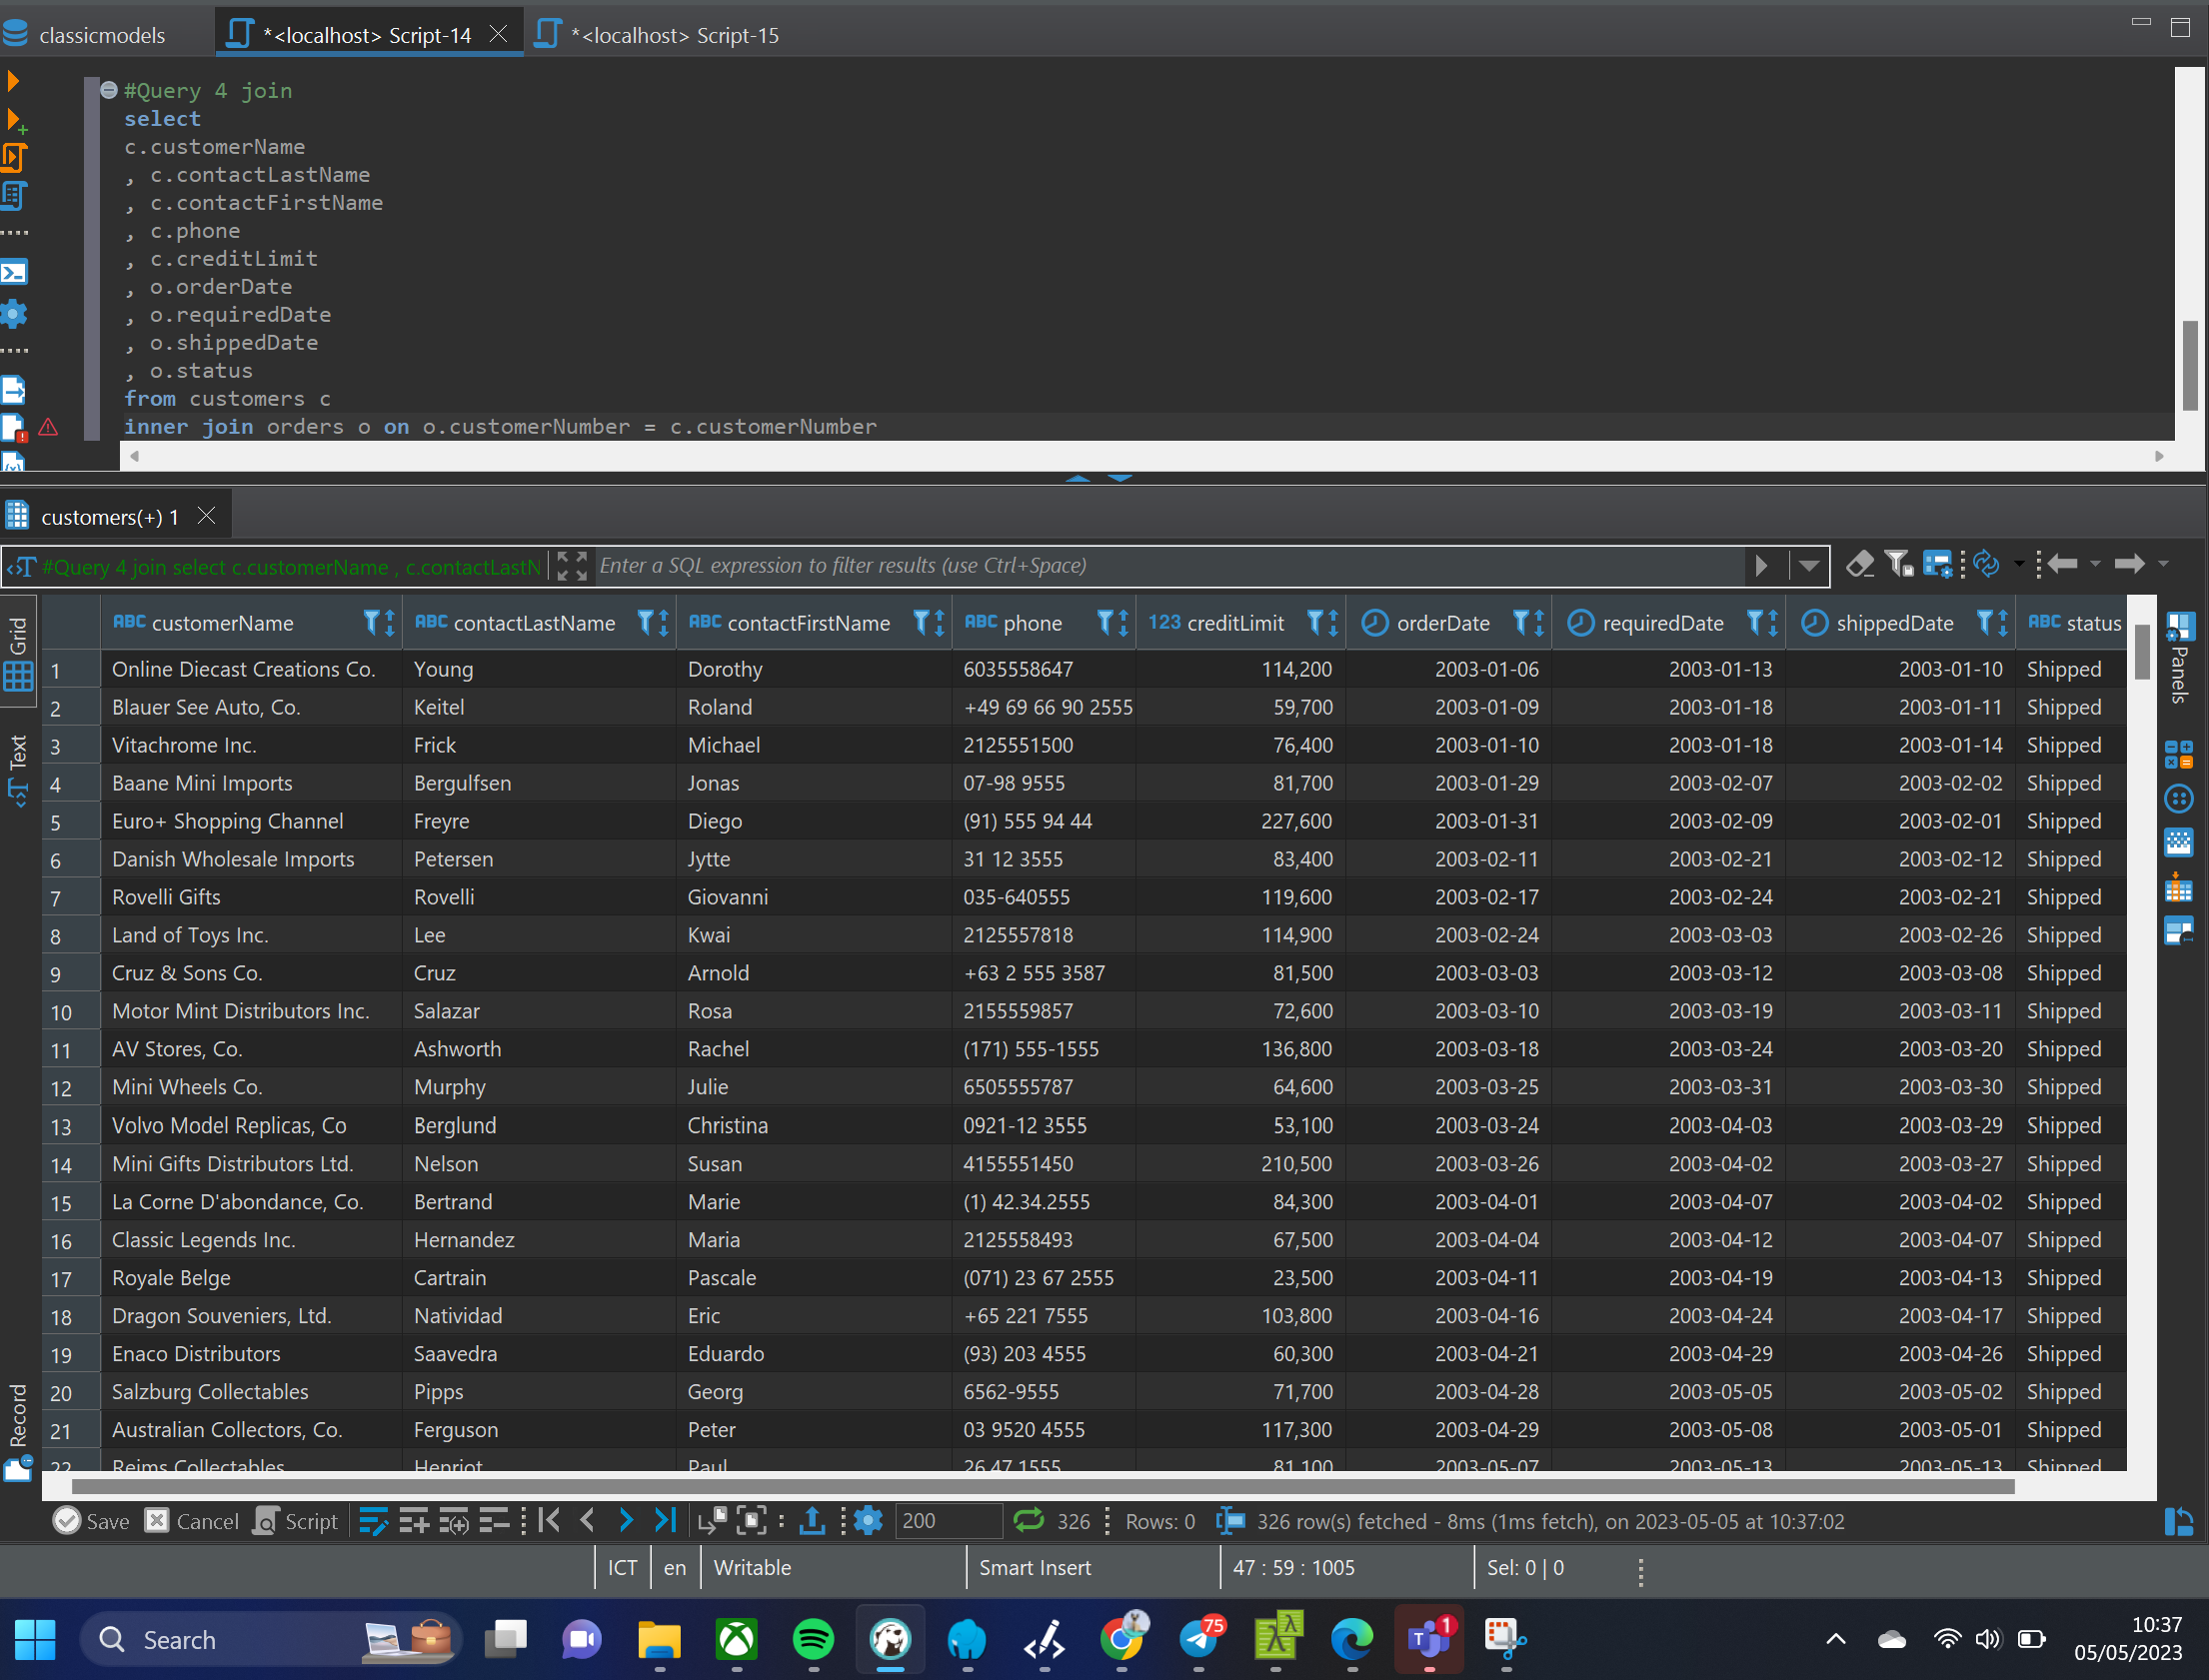 classicmodels
*<localhost> Script-14
*<localhost> Script-15
#Query 4 join
select
c.customerName
, c.contactLastName
, c.contactFirstName
, c.phone
, c.creditLimit
, o.orderDate
, o.requiredDate
, o.shippedDate
, o.status
from customers c
inner join orders o on o.customerNumber = c.customerNumber
customers(+) 1
#Query 4 join select c.customerName , c.contactLastN
Enter a SQL expression to filter results (use Ctrl+Space)
Grid
Text
Record
Panels
ABC customerName ABC contactLastName ABC contactFirstName ABC phone 123 creditLimit orderDate requiredDate shippedDate ABC status
1 Online Diecast Creations Co. Young Dorothy 6035558647 114,200 2003-01-06 2003-01-13 2003-01-10 Shipped
2 Blauer See Auto, Co. Keitel Roland +49 69 66 90 2555 59,700 2003-01-09 2003-01-18 2003-01-11 Shipped
3 Vitachrome Inc. Frick Michael 2125551500 76,400 2003-01-10 2003-01-18 2003-01-14 Shipped
4 Baane Mini Imports Bergulfsen Jonas 07-98 9555 81,700 2003-01-29 2003-02-07 2003-02-02 Shipped
5 Euro+ Shopping Channel Freyre Diego (91) 555 94 44 227,600 2003-01-31 2003-02-09 2003-02-01 Shipped
6 Danish Wholesale Imports Petersen Jytte 31 12 3555 83,400 2003-02-11 2003-02-21 2003-02-12 Shipped
7 Rovelli Gifts Rovelli Giovanni 035-640555 119,600 2003-02-17 2003-02-24 2003-02-21 Shipped
8 Land of Toys Inc. Lee Kwai 2125557818 114,900 2003-02-24 2003-03-03 2003-02-26 Shipped
9 Cruz & Sons Co. Cruz Arnold +63 2 555 3587 81,500 2003-03-03 2003-03-12 2003-03-08 Shipped
10 Motor Mint Distributors Inc. Salazar Rosa 2155559857 72,600 2003-03-10 2003-03-19 2003-03-11 Shipped
11 AV Stores, Co. Ashworth Rachel (171) 555-1555 136,800 2003-03-18 2003-03-24 2003-03-20 Shipped
12 Mini Wheels Co. Murphy Julie 6505555787 64,600 2003-03-25 2003-03-31 2003-03-30 Shipped
13 Volvo Model Replicas, Co Berglund Christina 0921-12 3555 53,100 2003-03-24 2003-04-03 2003-03-29 Shipped
14 Mini Gifts Distributors Ltd. Nelson Susan 4155551450 210,500 2003-03-26 2003-04-02 2003-03-27 Shipped
15 La Corne D'abondance, Co. Bertrand Marie (1) 42.34.2555 84,300 2003-04-01 2003-04-07 2003-04-02 Shipped
16 Classic Legends Inc. Hernandez Maria 2125558493 67,500 2003-04-04 2003-04-12 2003-04-07 Shipped
17 Royale Belge Cartrain Pascale (071) 23 67 2555 23,500 2003-04-11 2003-04-19 2003-04-13 Shipped
18 Dragon Souveniers, Ltd. Natividad Eric +65 221 7555 103,800 2003-04-16 2003-04-24 2003-04-17 Shipped
19 Enaco Distributors Saavedra Eduardo (93) 203 4555 60,300 2003-04-21 2003-04-29 2003-04-26 Shipped
20 Salzburg Collectables Pipps Georg 6562-9555 71,700 2003-04-28 2003-05-05 2003-05-02 Shipped
21 Australian Collectors, Co. Ferguson Peter 03 9520 4555 117,300 2003-04-29 2003-05-08 2003-05-01 Shipped
22 Reims Collectables Henriot Paul 26.47.1555 81,100 2003-05-07 2003-05-13 2003-05-13 Shipped
Save Cancel Script 200 326 Rows: 0 326 row(s) fetched - 8ms (1ms fetch), on 2023-05-05 at 10:37:02
ICT en Writable Smart Insert 47 : 59 : 1005 Sel: 0 | 0
Search 75 1 10:37
05/05/2023